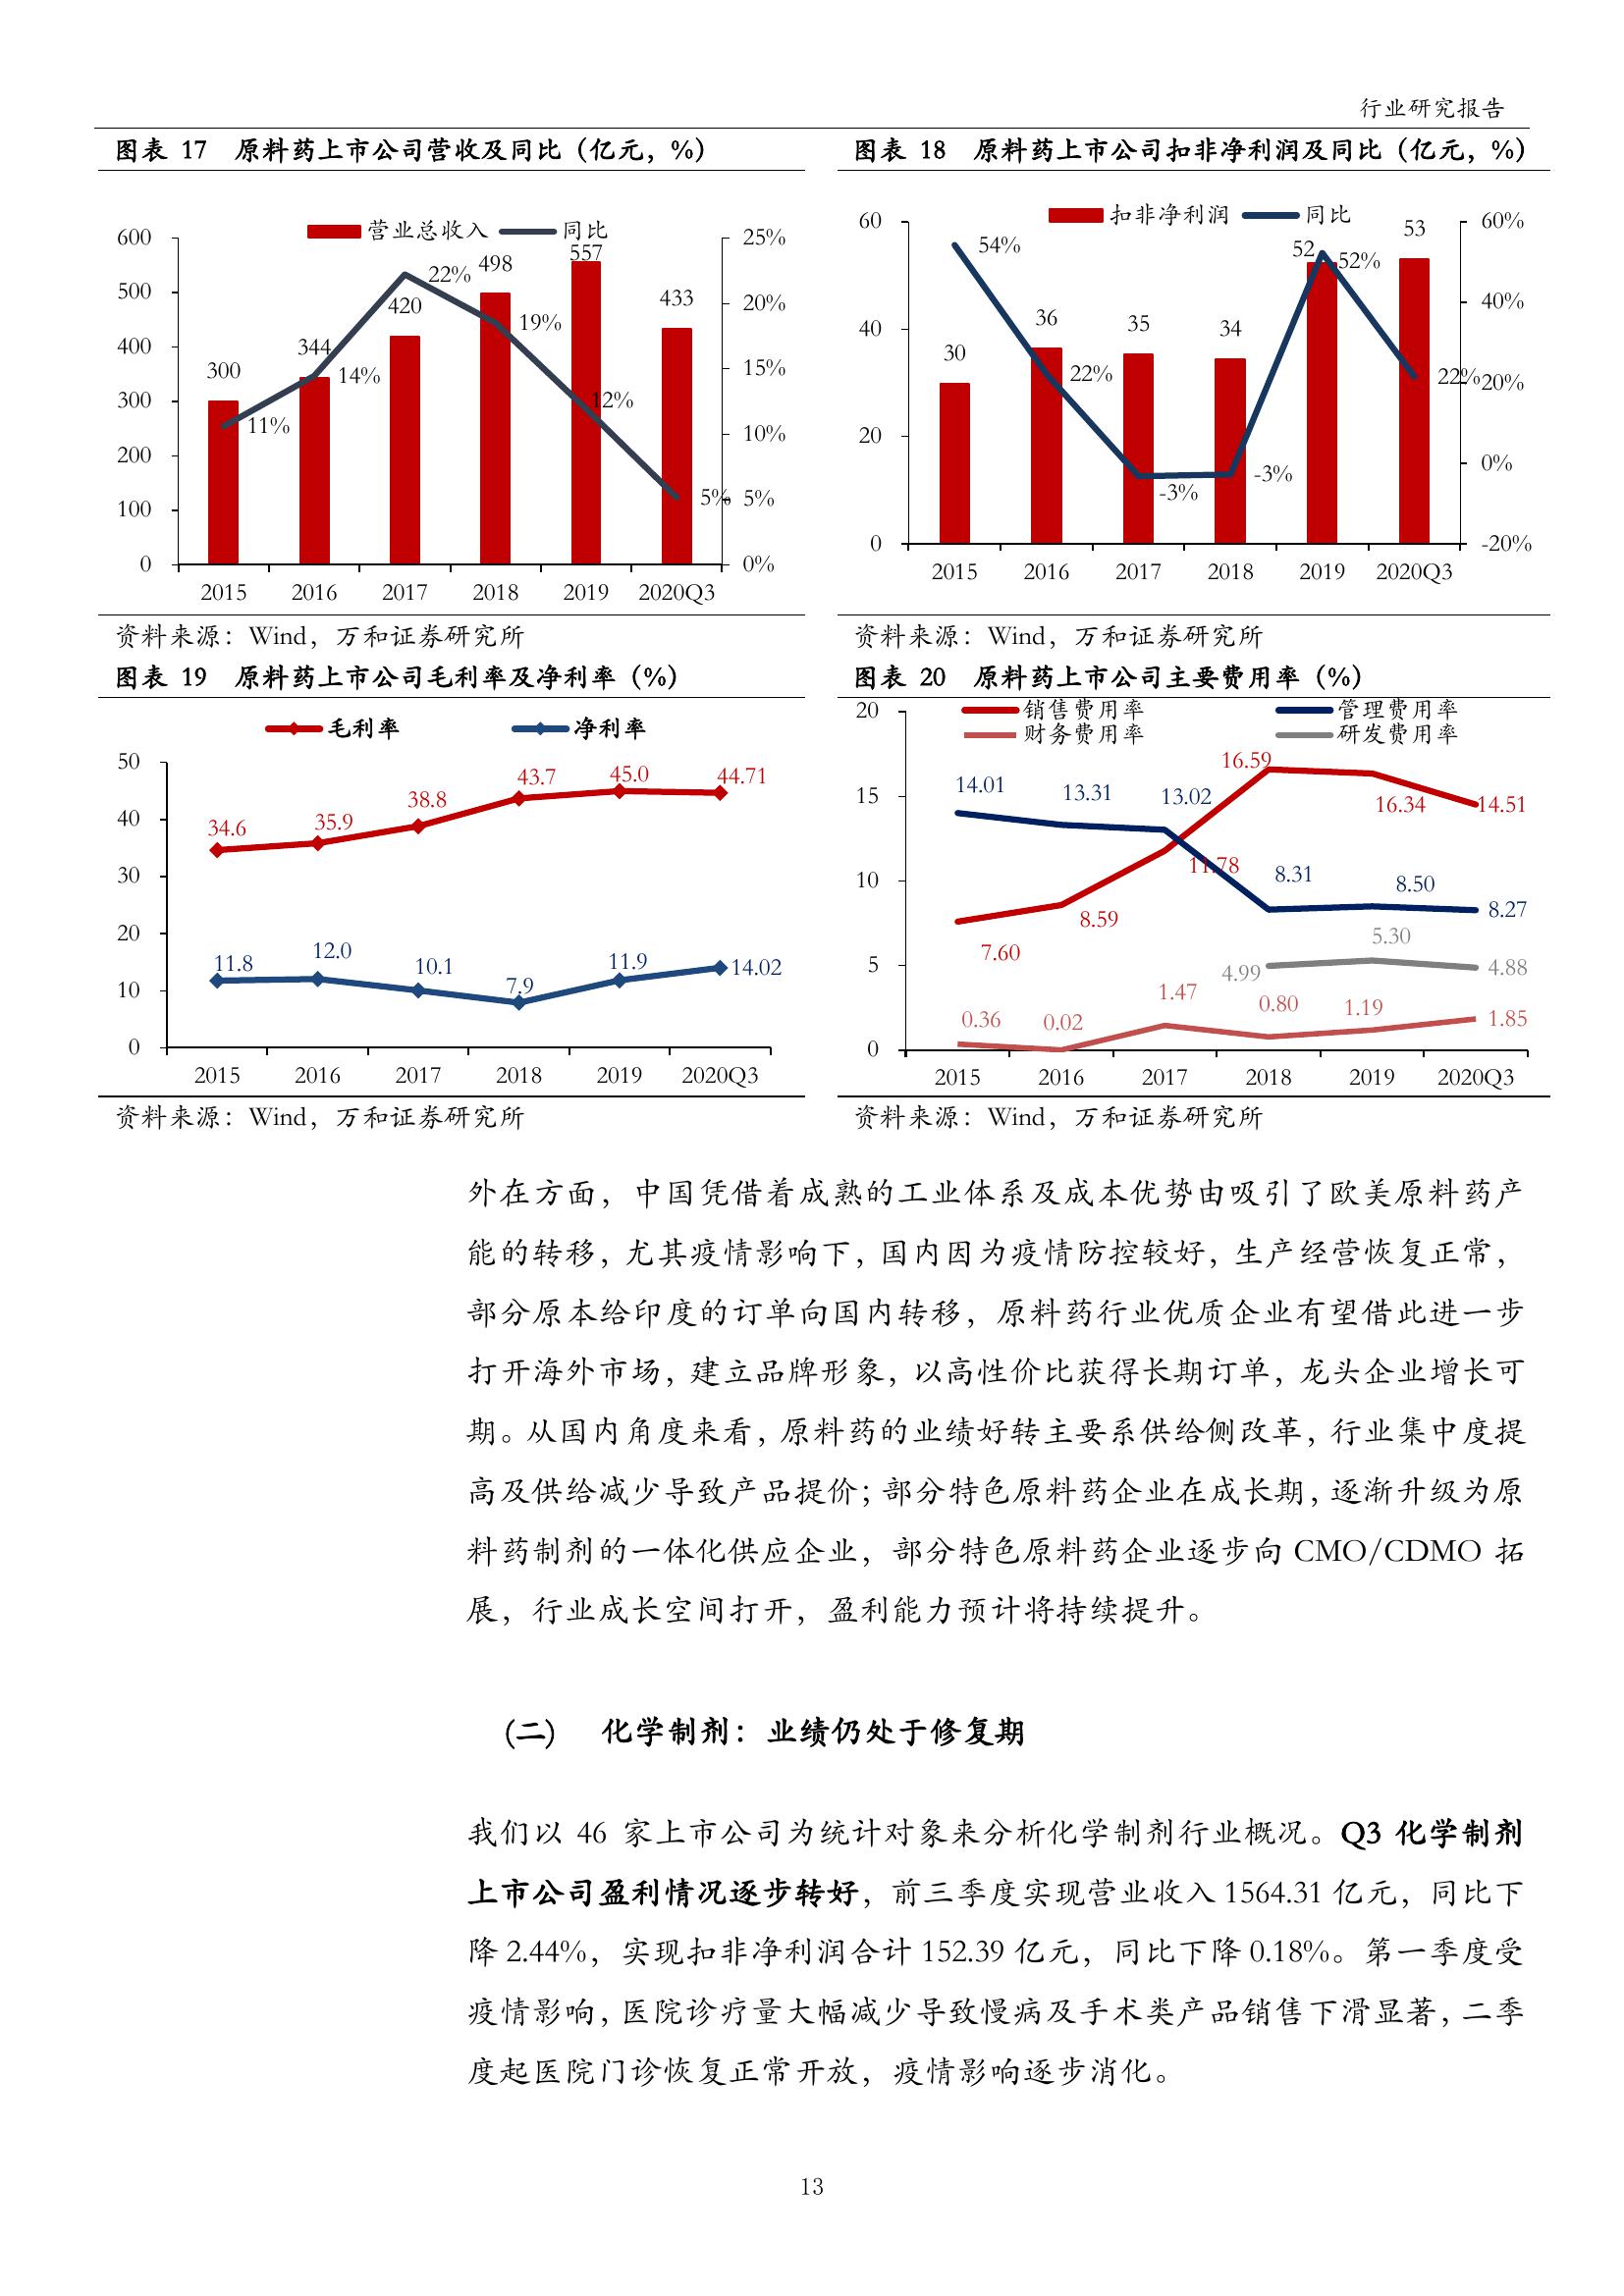 行业研究报告
图表 17 原料药上市公司营收及同比（亿元，%）
营业总收入 同比
600
500
400
300
200
100
0
25%
20%
15%
10%
5%
0%
300
344
420
498
557
433
11%
14%
22%
19%
12%
5%
2015 2016 2017 2018 2019 2020Q3
资料来源：Wind，万和证券研究所
图表 18 原料药上市公司扣非净利润及同比（亿元，%）
扣非净利润 同比
60
40
20
0
60%
40%
20%
0%
-20%
30
36
35
34
52
53
54%
22%
-3%
-3%
52%
22%
2015 2016 2017 2018 2019 2020Q3
资料来源：Wind，万和证券研究所
图表 19 原料药上市公司毛利率及净利率（%）
毛利率 净利率
50
40
30
20
10
0
34.6 35.9 38.8 43.7 45.0 44.71
11.8 12.0 10.1 7.9 11.9 14.02
2015 2016 2017 2018 2019 2020Q3
资料来源：Wind，万和证券研究所
图表 20 原料药上市公司主要费用率（%）
销售费用率 管理费用率
财务费用率 研发费用率
20
15
10
5
0
14.01 13.31 13.02 8.31 8.50 8.27
7.60 8.59 11.78 16.59 16.34 14.51
4.99 5.30 4.88
0.36 0.02 1.47 0.80 1.19 1.85
2015 2016 2017 2018 2019 2020Q3
资料来源：Wind，万和证券研究所
外在方面，中国凭借着成熟的工业体系及成本优势由吸引了欧美原料药产
能的转移，尤其疫情影响下，国内因为疫情防控较好，生产经营恢复正常，
部分原本给印度的订单向国内转移，原料药行业优质企业有望借此进一步
打开海外市场，建立品牌形象，以高性价比获得长期订单，龙头企业增长可
期。从国内角度来看，原料药的业绩好转主要系供给侧改革，行业集中度提
高及供给减少导致产品提价；部分特色原料药企业在成长期，逐渐升级为原
料药制剂的一体化供应企业，部分特色原料药企业逐步向 CMO/CDMO 拓
展，行业成长空间打开，盈利能力预计将持续提升。
(二) 化学制剂：业绩仍处于修复期
我们以 46 家上市公司为统计对象来分析化学制剂行业概况。Q3 化学制剂
上市公司盈利情况逐步转好，前三季度实现营业收入 1564.31 亿元，同比下
降 2.44%，实现扣非净利润合计 152.39 亿元，同比下降 0.18%。第一季度受
疫情影响，医院诊疗量大幅减少导致慢病及手术类产品销售下滑显著，二季
度起医院门诊恢复正常开放，疫情影响逐步消化。
13